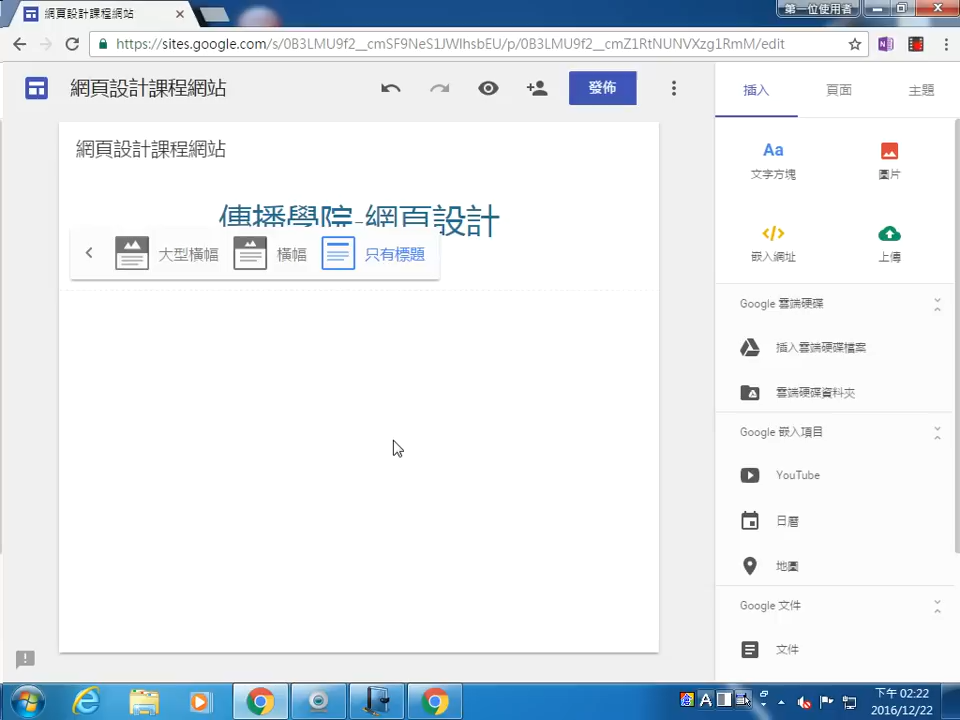 網頁設計課程網站
第一位使用者
https://sites.google.com/s/0B3LMU9f2__cmSF9NeS1JWlhsbEU/p/0B3LMU9f2__cmZ1RtNUNVXzg1RmM/edit
網頁設計課程網站
發佈
插入
頁面
主題
網頁設計課程網站
傳播學院-網頁設計
大型橫幅
橫幅
只有標題
Aa
文字方塊
圖片
嵌入網址
上傳
Google 雲端硬碟
插入雲端硬碟檔案
雲端硬碟資料夾
Google 嵌入項目
YouTube
日曆
地圖
Google 文件
文件
A
下午 02:22
2016/12/22